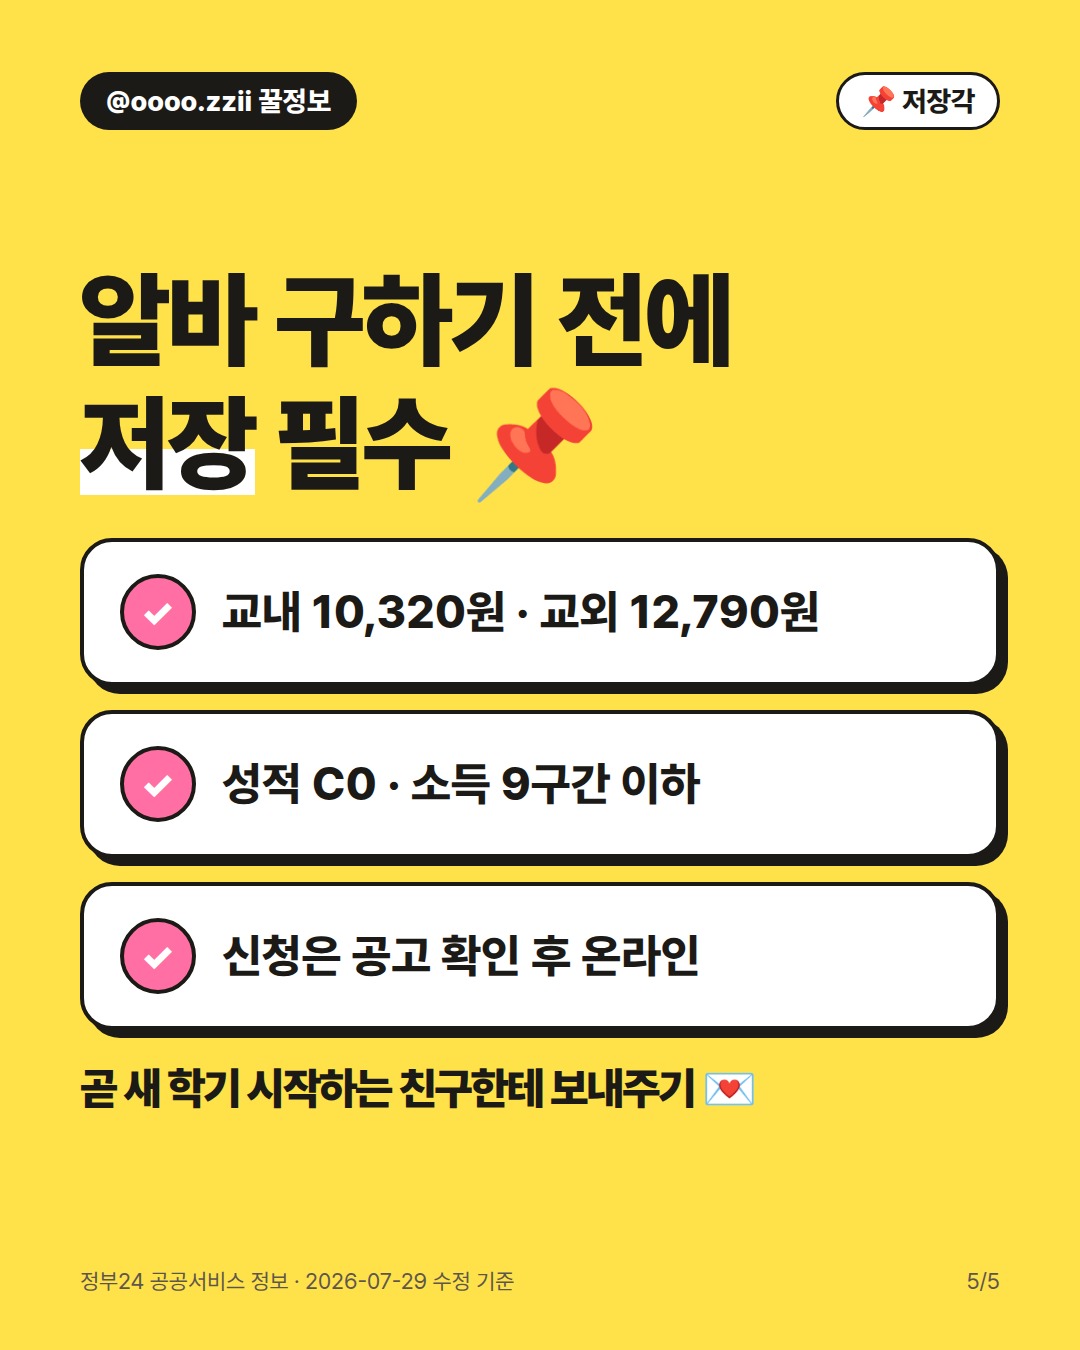 @oooo.zzii 꿀정보
📌 저장각
알바 구하기 전에
저장 필수 📌
교내 10,320원 · 교외 12,790원
성적 C0 · 소득 9구간 이하
신청은 공고 확인 후 온라인
곧 새 학기 시작하는 친구한테 보내주기 💌
정부24 공공서비스 정보 · 2026-07-29 수정 기준
5/5